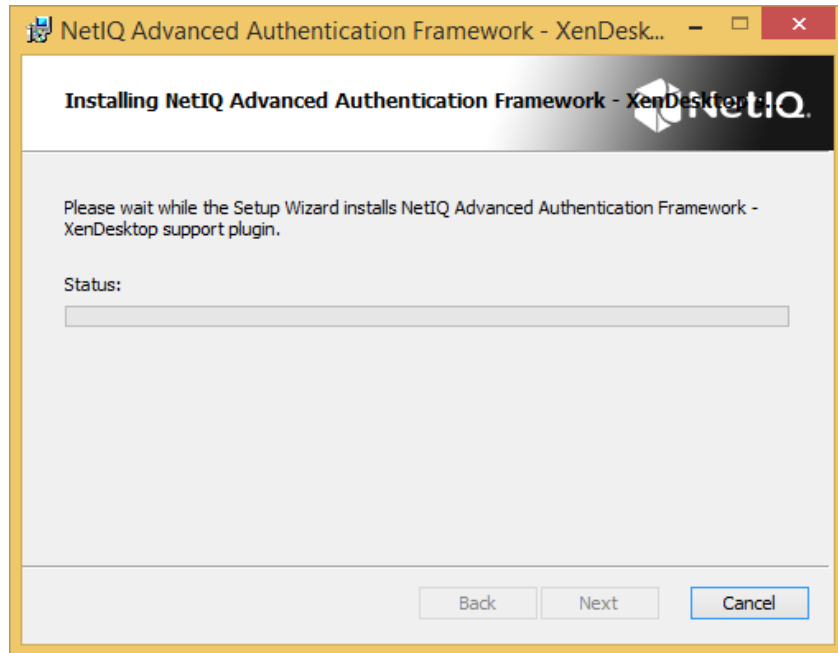 NetIQ Advanced Authentication Framework - XenDesk...
Installing NetIQ Advanced Authentication Framework - XenDesktop s...
NetIQ.
Please wait while the Setup Wizard installs NetIQ Advanced Authentication Framework -
XenDesktop support plugin.
Status:
Back
Next
Cancel